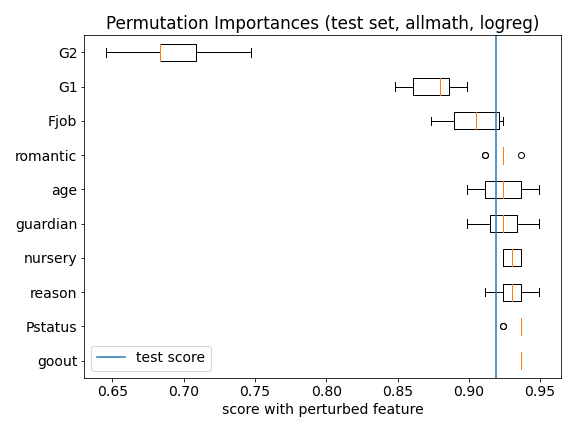 Permutation Importances (test set, allmath, logreg)
G2
G1
Fjob
romantic
age
guardian
nursery
reason
Pstatus
goout
test score
0.65 0.70 0.75 0.80 0.85 0.90 0.95
score with perturbed feature